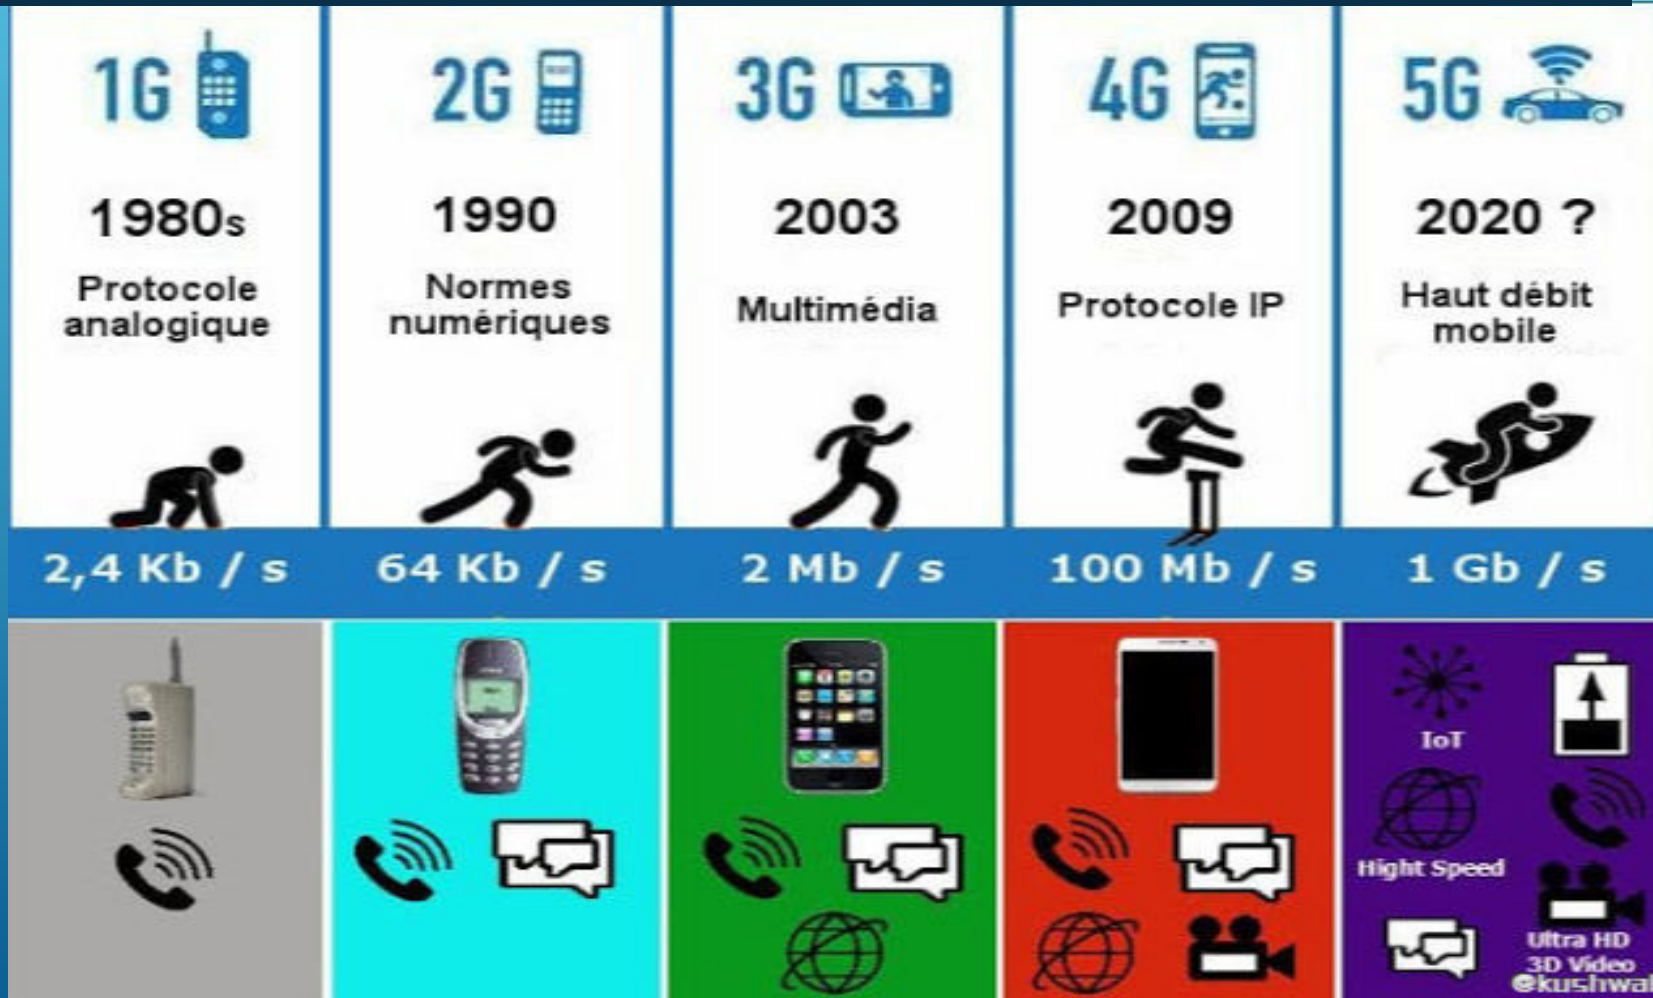 1G
2G
3G
4G
5G
1980s
1990
2003
2009
2020 ?
Protocole
analogique
Normes
numériques
Multimédia
Protocole IP
Haut débit
mobile
2,4 Kb / s
64 Kb / s
2 Mb / s
100 Mb / s
1 Gb / s
IoT
Hight Speed
Ultra HD
3D Video